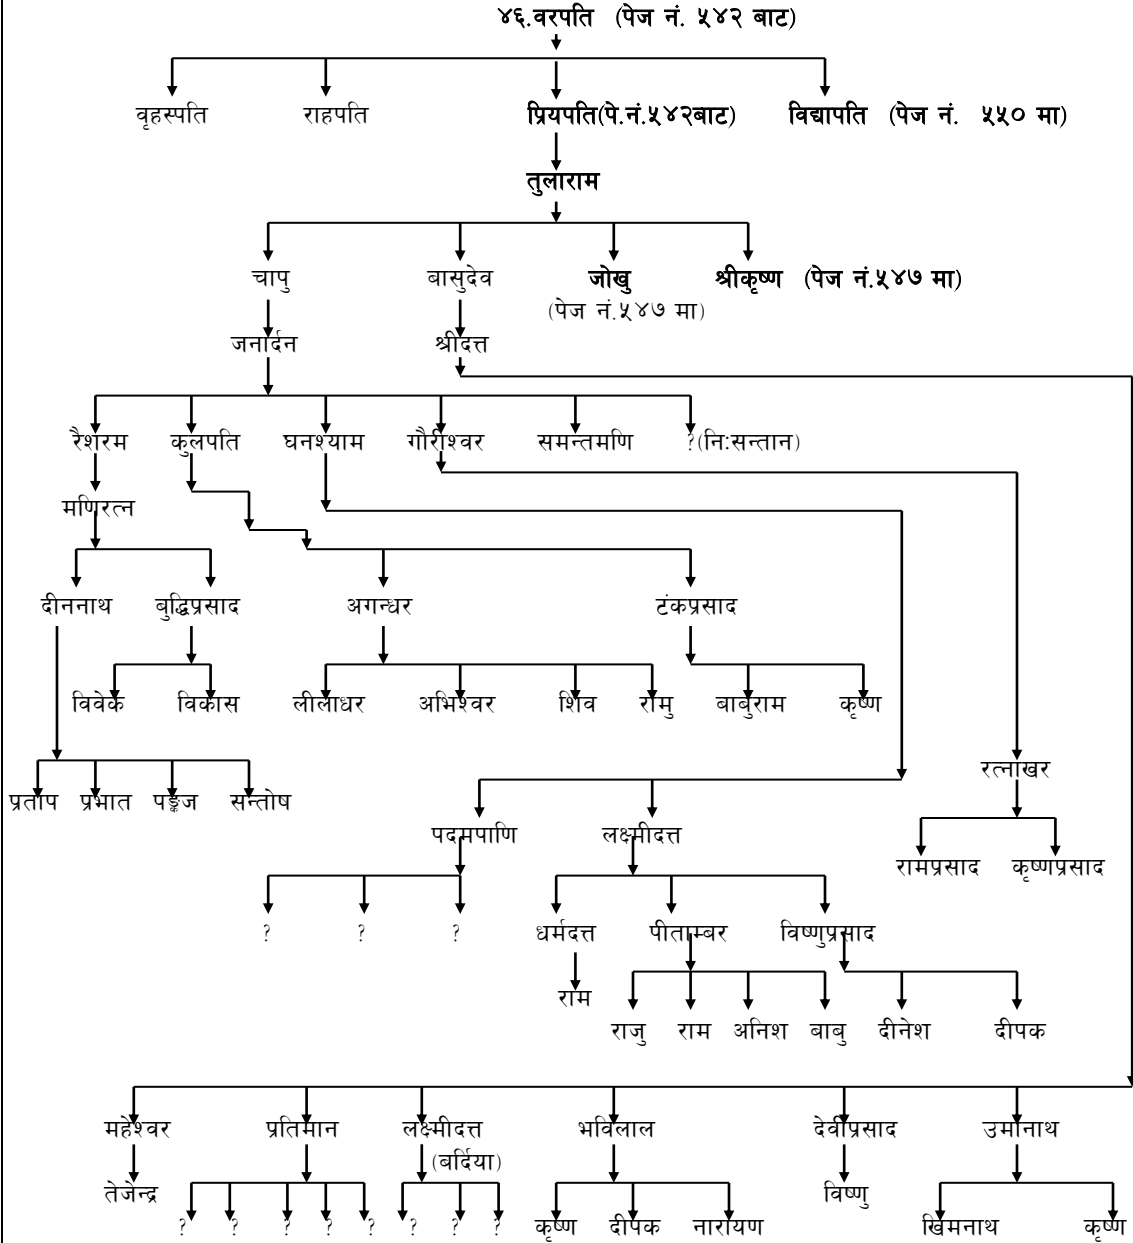 ४६.वरपति (पेज नं. ५४२ बाट)
वृहस्पति राहपति प्रियपति(पे.नं.५४२बाट) विद्यापति (पेज नं. ५५० मा)
तुलाराम
चापु बासुदेव जोखु श्रीकृष्ण (पेज नं.५४७ मा)
(पेज नं.५४७ मा)
जनार्दन श्रीदत्त
रैशरम कुलपति घनश्याम गौरीश्वर समन्तमणि ?(नि:सन्तान)
मणिरत्न
दीननाथ बुद्धिप्रसाद अगन्धर टंकप्रसाद
विवेक विकास लीलाधर अभिश्वर शिव रामु बाबुराम कृष्ण
रत्नाखर
प्रताप प्रभात पङ्कज सन्तोष
पदमपाणि लक्ष्मीदत्त
रामप्रसाद कृष्णप्रसाद
? ? ? धर्मदत्त पीताम्बर विष्णुप्रसाद
राम
राजु राम अनिश बाबु दीनेश दीपक
महेश्वर प्रतिमान लक्ष्मीदत्त भविलाल देवीप्रसाद उमानाथ
(बर्दिया)
तेजेन्द्र विष्णु
? ? ? ? ? ? ? ? कृष्ण दीपक नारायण खिमनाथ कृष्ण